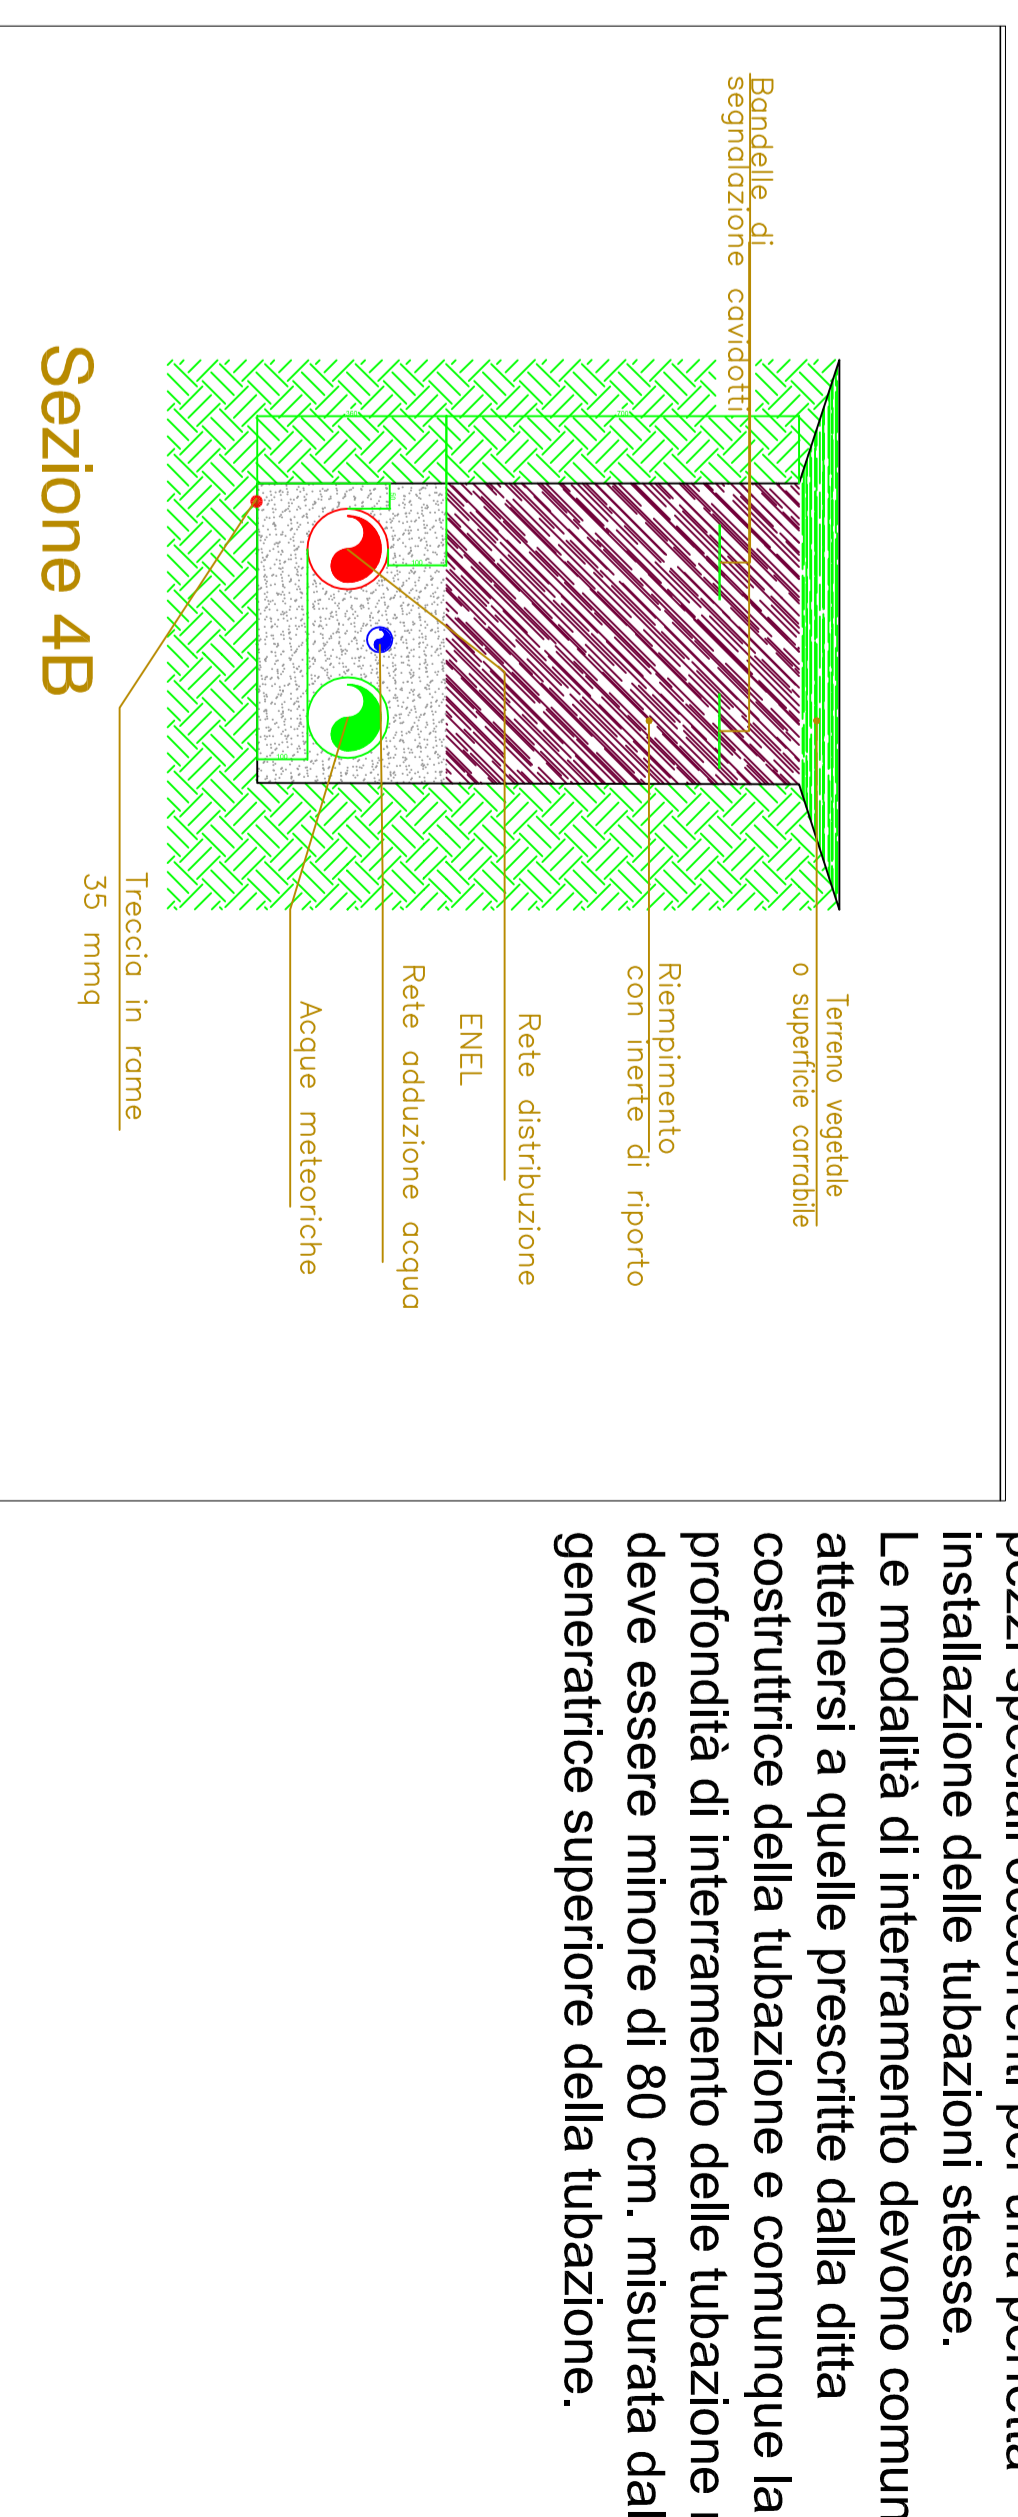 Bandelle di
segnalazione cavidotti
Terreno vegetale
o superficie carrabile
Riempimento
con inerte di riporto
Rete distribuzione
ENEL
Rete adduzione acqua
Acque meteoriche
Treccia in rame
35 mmq
700
100
100
Sezione 4B
installazione delle tubazioni stesse.
Le modalità di interramento devono comun
attenersi a quelle prescritte dalla ditta
costruttrice della tubazione e comunque la
profondità di interramento delle tubazione
deve essere minore di 80 cm. misurata dal
generatrice superiore della tubazione.